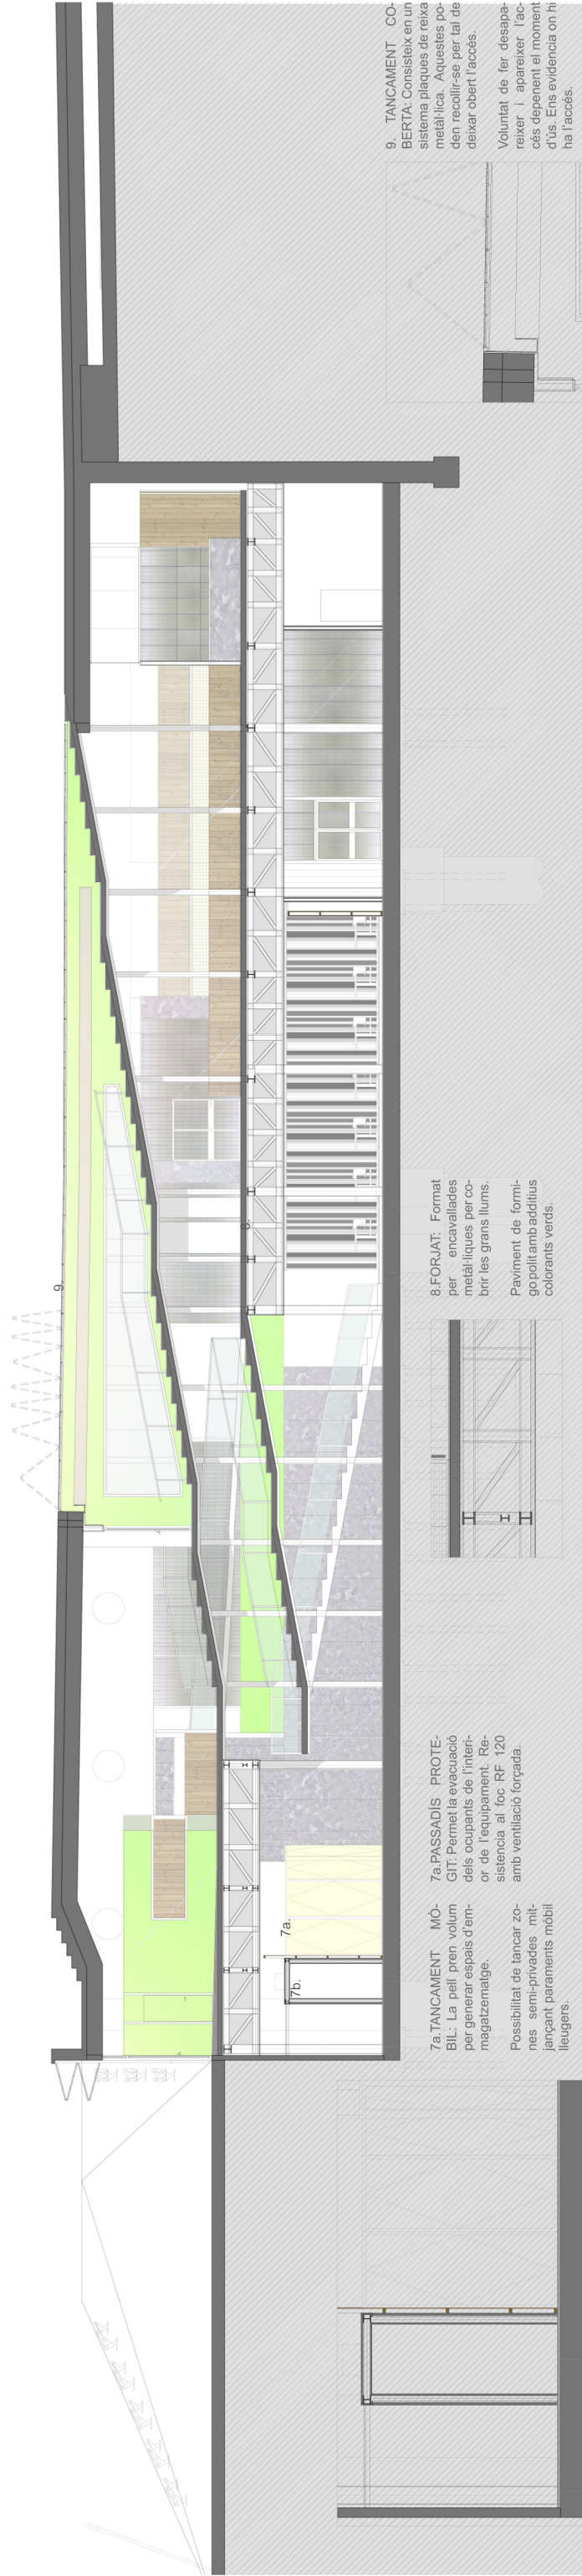 7a.TANCAMENT MÒ-
BIL: La pell pren volum
per generar espais d'em-
magatzematge.
Possibilitat de tancar zo-
nes semi-privades mit-
jançant paraments mòbil
lleugers.
7a.PASSADÍS PROTE-
GIT: Permet la evacuació
dels ocupants de l'interi-
or de l'equipament. Re-
sistencia al foc RF 120
amb ventilació forçada.
8.FORJAT: Format
per encavallades
metàl·liques per co-
brir les grans llums.
Paviment de formi-
go polit amb additius
colorants verds.
9. TANCAMENT CO-
BERTA: Consisteix en un
sistema plaques de reixa
metàl·lica. Aquestes po-
den recollir-se per tal de
deixar obert l'accés.
Voluntat de fer desapa-
reixer i apareixer l'ac-
cés depenent el moment
d'ús. Ens evidencia on hi
ha l'accés.
7b.
7a.
8.
9.